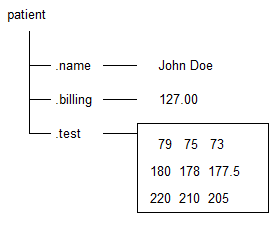 patient
.name John Doe
.billing 127.00
.test
79 75 73
180 178 177.5
220 210 205